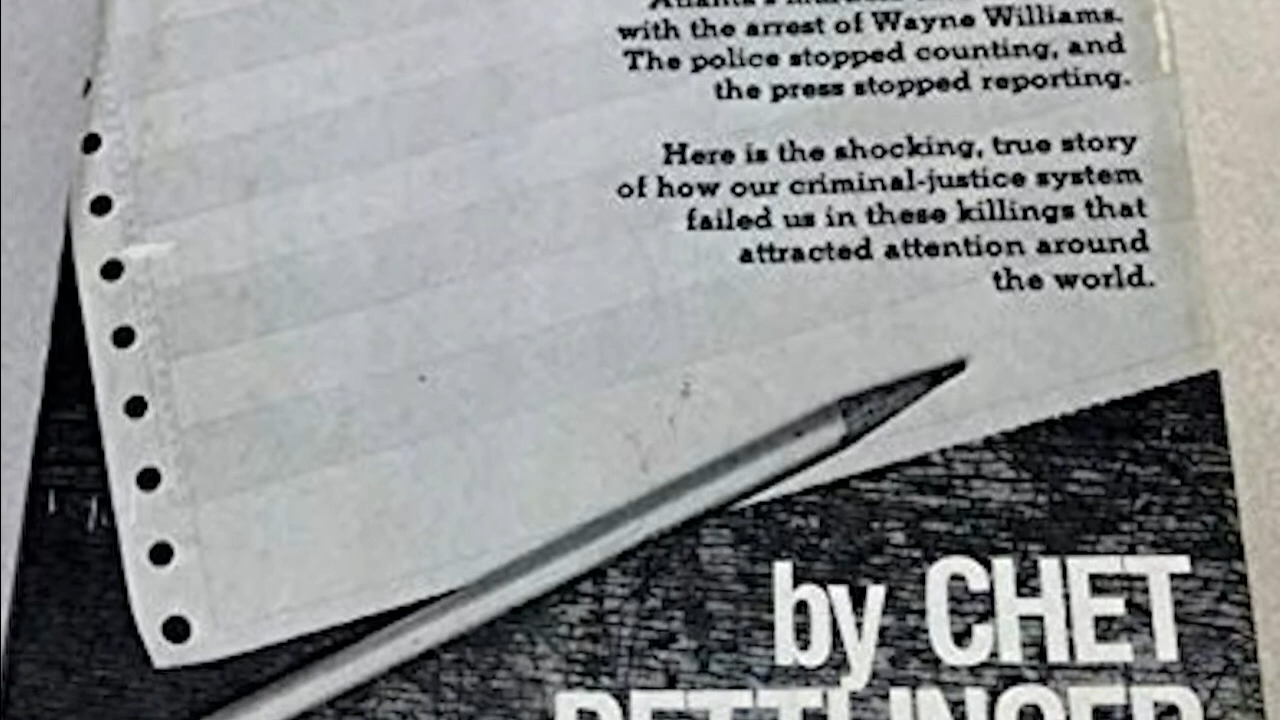 with the arrest of Wayne Williams.
The police stopped counting, and
the press stopped reporting.
Here is the shocking, true story
of how our criminal-justice system
failed us in these killings that
attracted attention around
the world.
by CHET